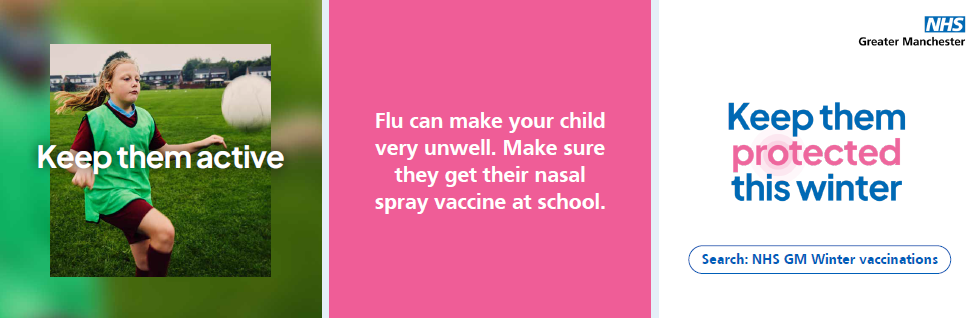 Keep them active
Flu can make your child
very unwell. Make sure
they get their nasal
spray vaccine at school.
NHS
Greater Manchester
Keep them
protected
this winter
Search: NHS GM Winter vaccinations